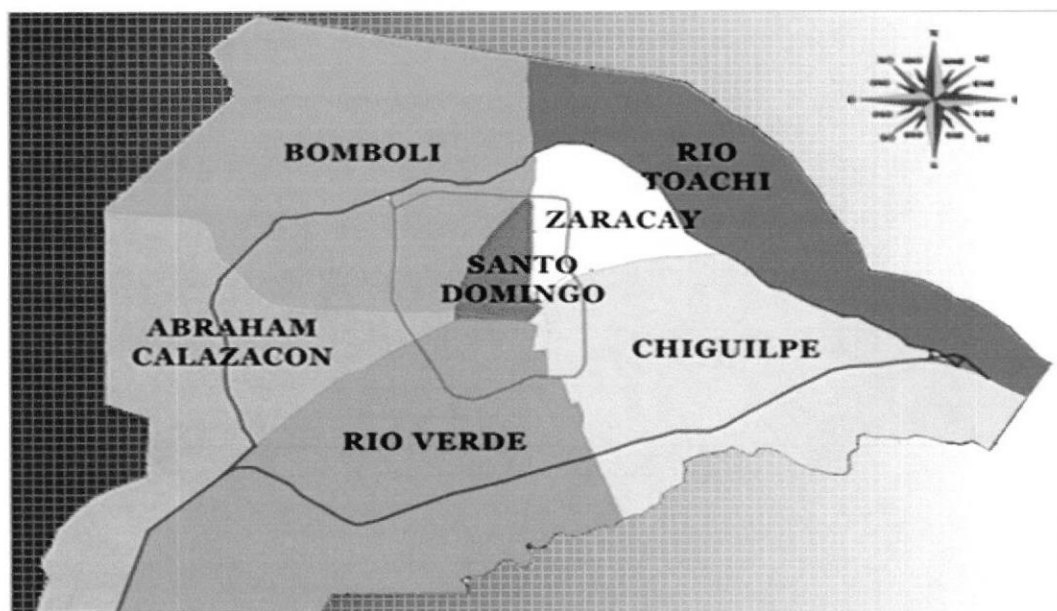 N
BOMBOLI
RIO
TOACHI
ZARACAY
SANTO
DOMINGO
ABRAHAM
CALAZACON
CHIGUILPE
RIO VERDE